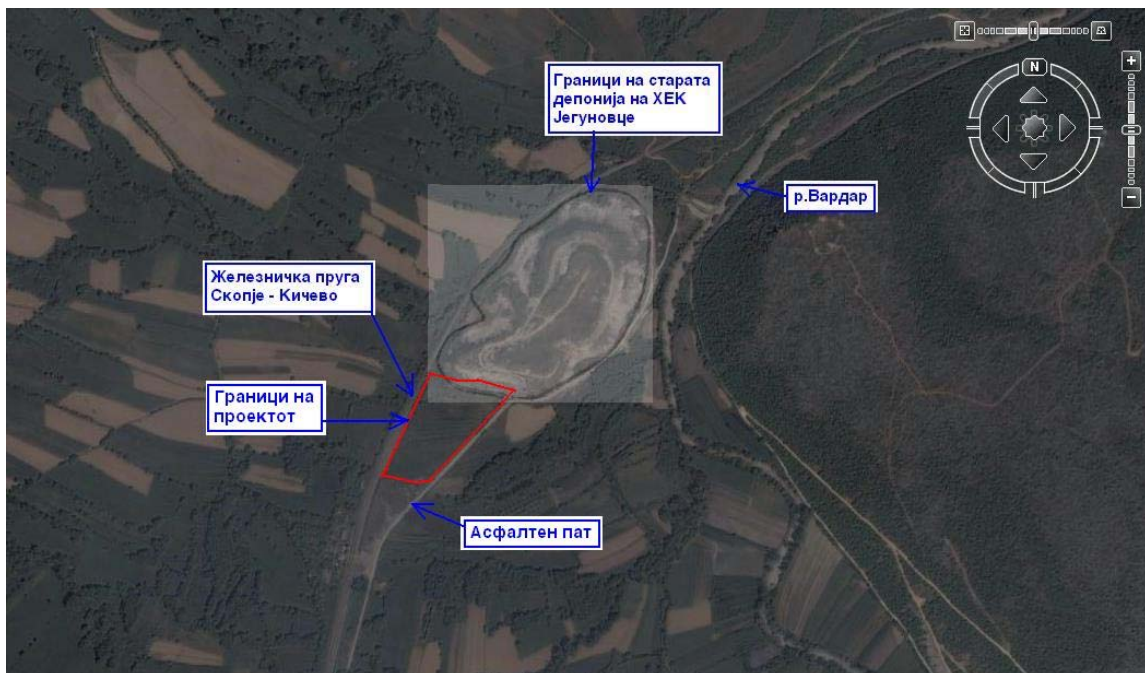 Граници на старата
депонија на ХЕК
Јегуновце
N
р.Вардар
Железничка пруга
Скопје - Кичево
Граници на
проектот
Асфалтен пат